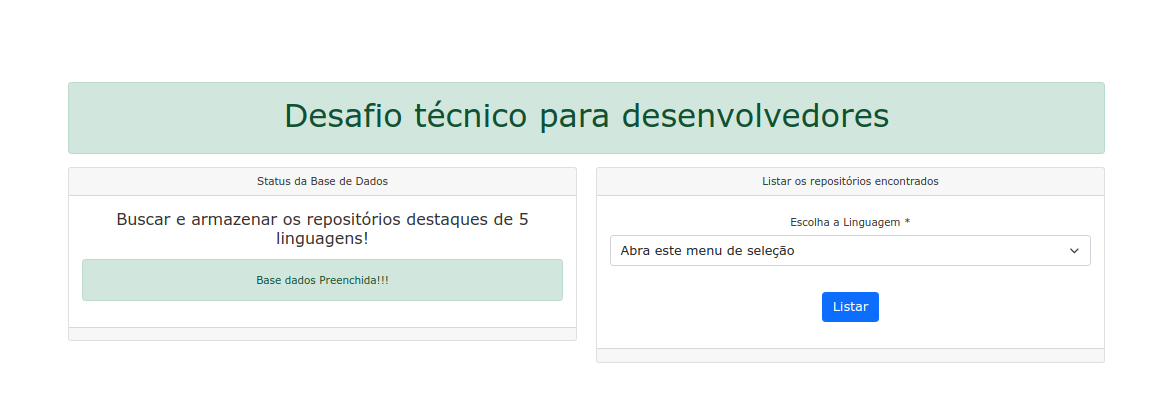 Desafio técnico para desenvolvedores
Status da Base de Dados
Buscar e armazenar os repositórios destaques de 5
linguagens!
Base dados Preenchida!!!
Listar os repositórios encontrados
Escolha a Linguagem *
Abra este menu de seleção
Listar